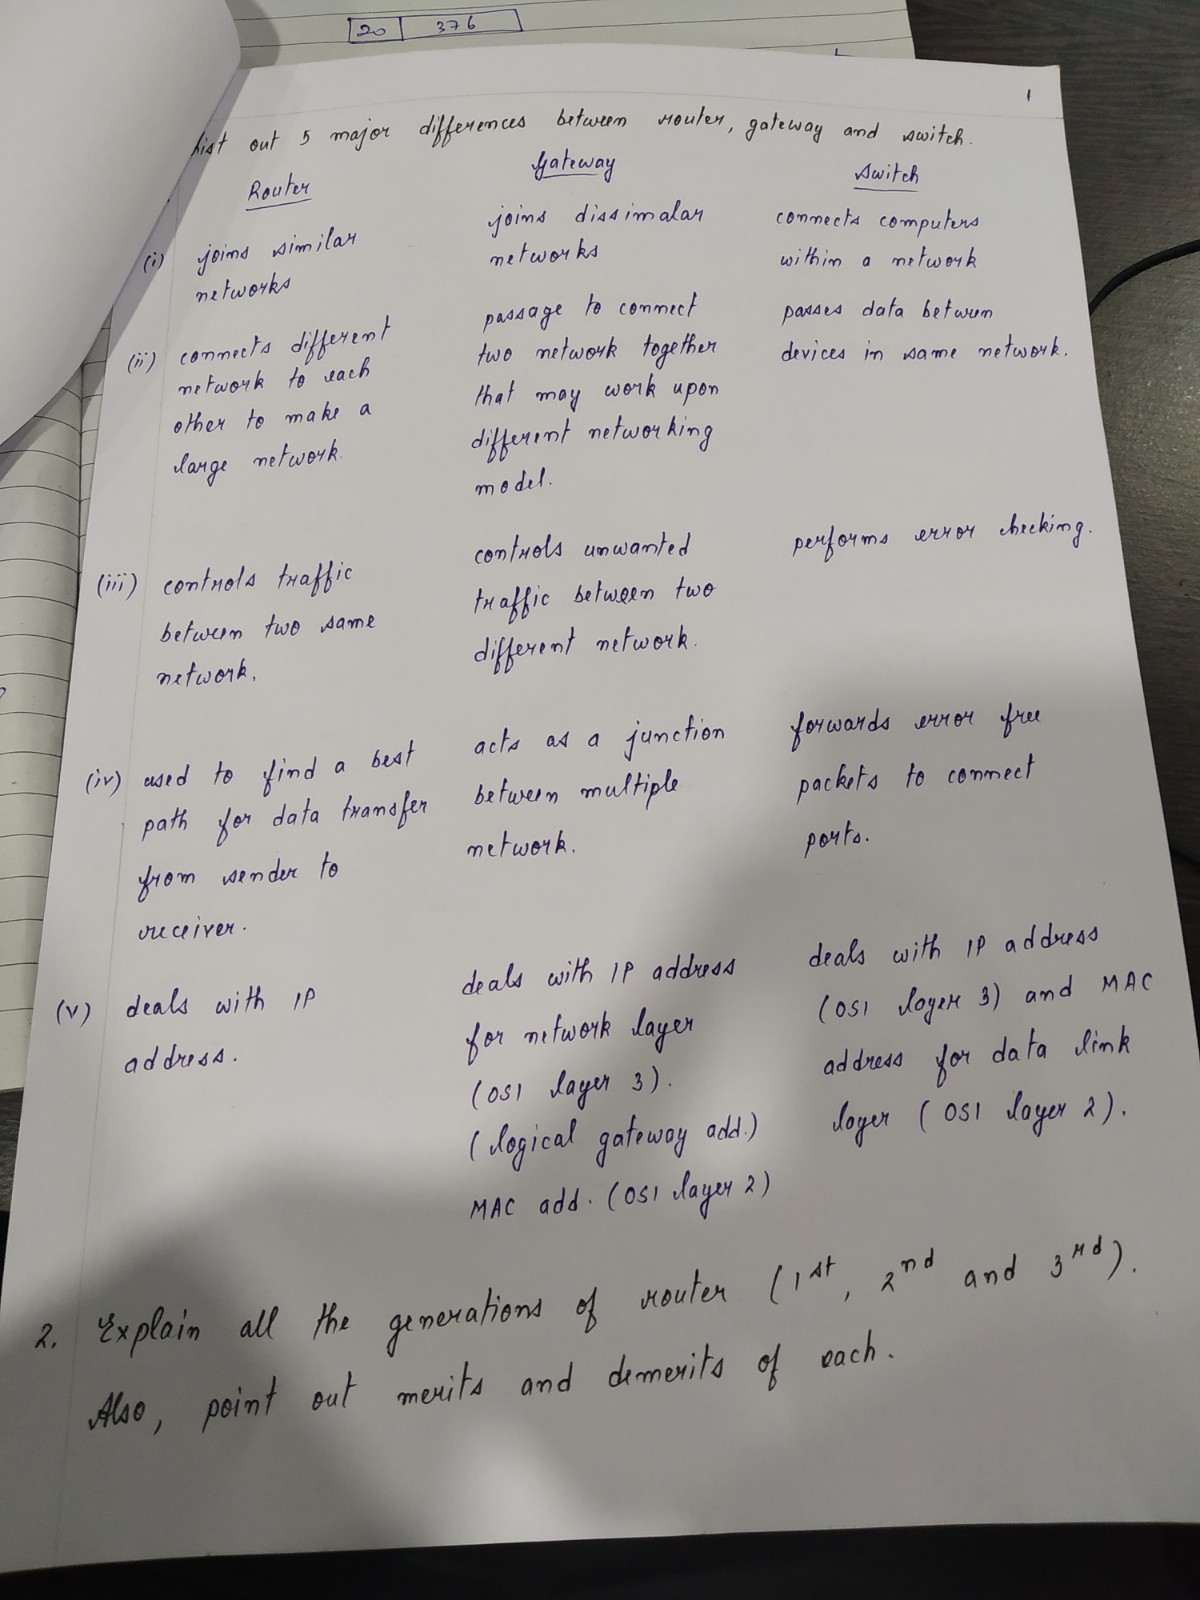 20 376
1
List out 5 major differences between router, gateway and switch.
Router
Gateway
Switch
(i) joins similar
networks
joins dissimalar
networks
connects computers
within a network
(ii) connects different
network to each
other to make a
large network.
passage to connect
two network together
that may work upon
different networking
model.
passes data between
devices in same network.
(iii) controls traffic
between two same
network.
controls unwanted
traffic between two
different network.
performs error checking.
(iv) used to find a best
path for data transfer
from sender to
receiver.
acts as a junction
between multiple
network.
forwards error free
packets to connect
ports.
(v) deals with IP
address.
deals with IP address
for network layer
(OSI layer 3).
(logical gateway add.)
MAC add. (OSI layer 2)
deals with IP address
(OSI layer 3) and MAC
address for data link
layer (OSI layer 2).
2. Explain all the generations of router (1st, 2nd and 3rd).
Also, point out merits and demerits of each.